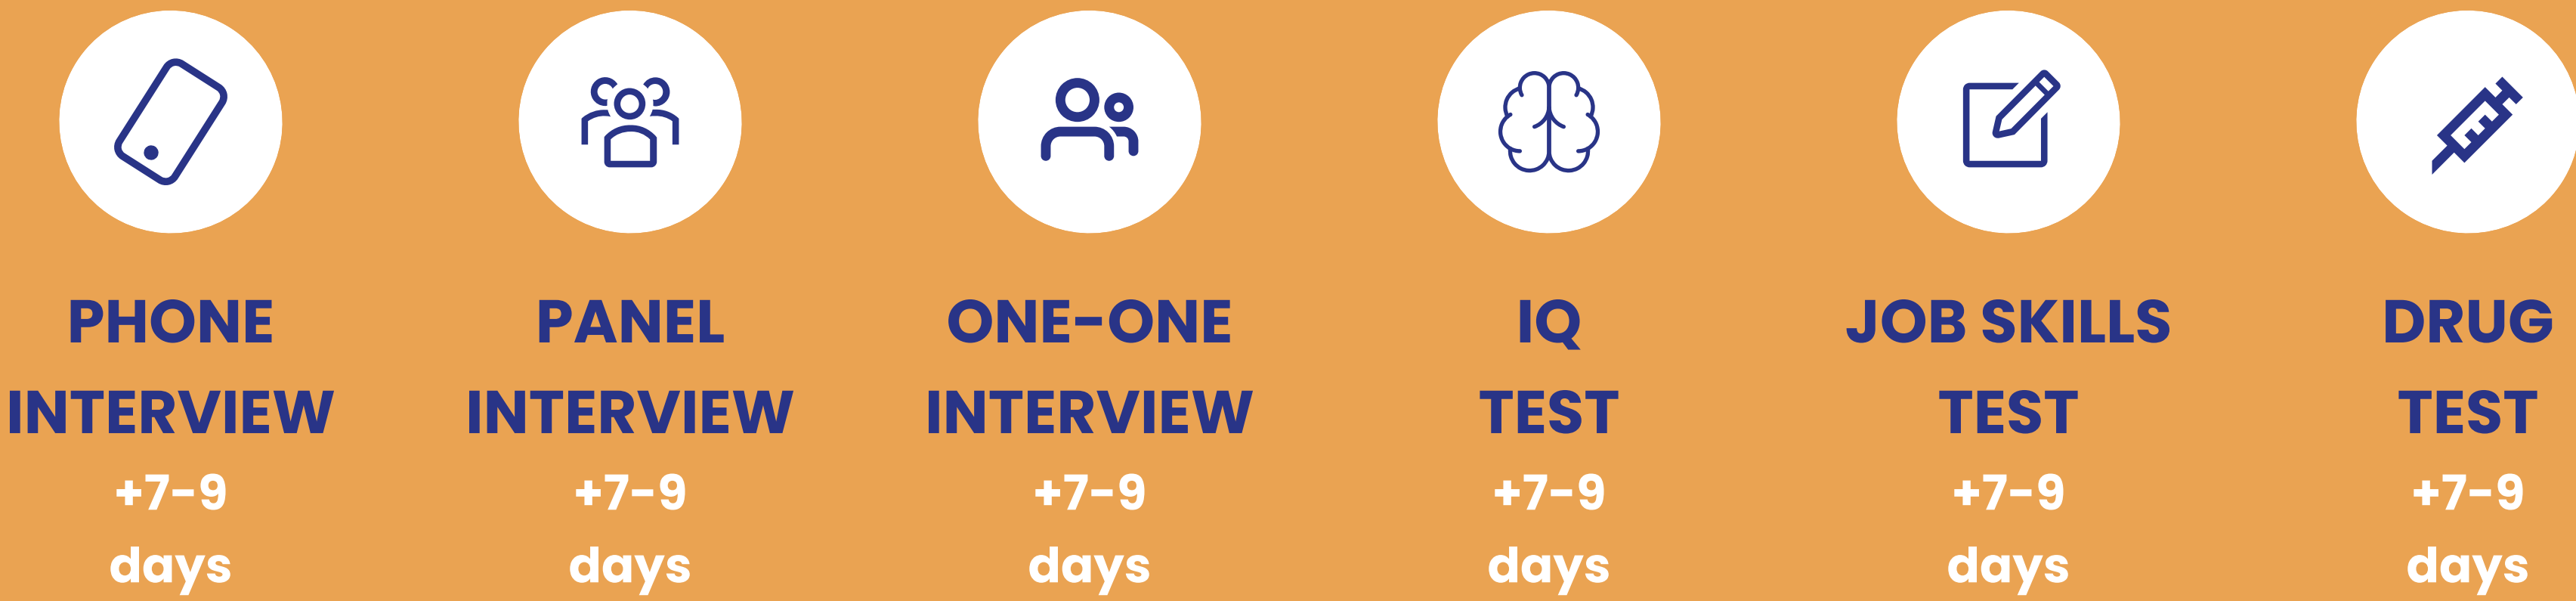 PHONE
INTERVIEW
+7-9
days
PANEL
INTERVIEW
+7-9
days
ONE-ONE
INTERVIEW
+7-9
days
IQ
TEST
+7-9
days
JOB SKILLS
TEST
+7-9
days
DRUG
TEST
+7-9
days